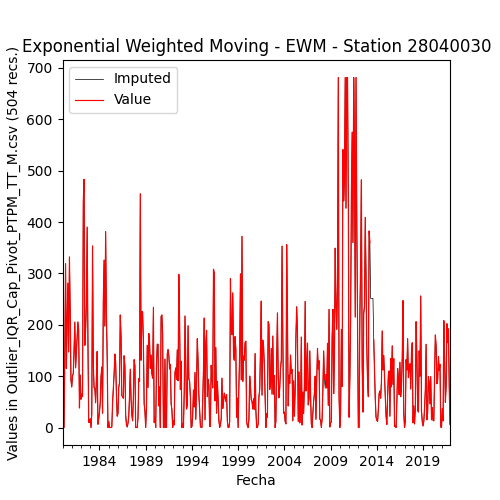 Exponential Weighted Moving - EWM - Station 28040030
Imputed
Value
Values in Outlier_IQR_Cap_Pivot_PTPM_TT_M.csv (504 recs.)
700
600
500
400
300
200
100
0
1984 1989 1994 1999 2004 2009 2014 2019
Fecha